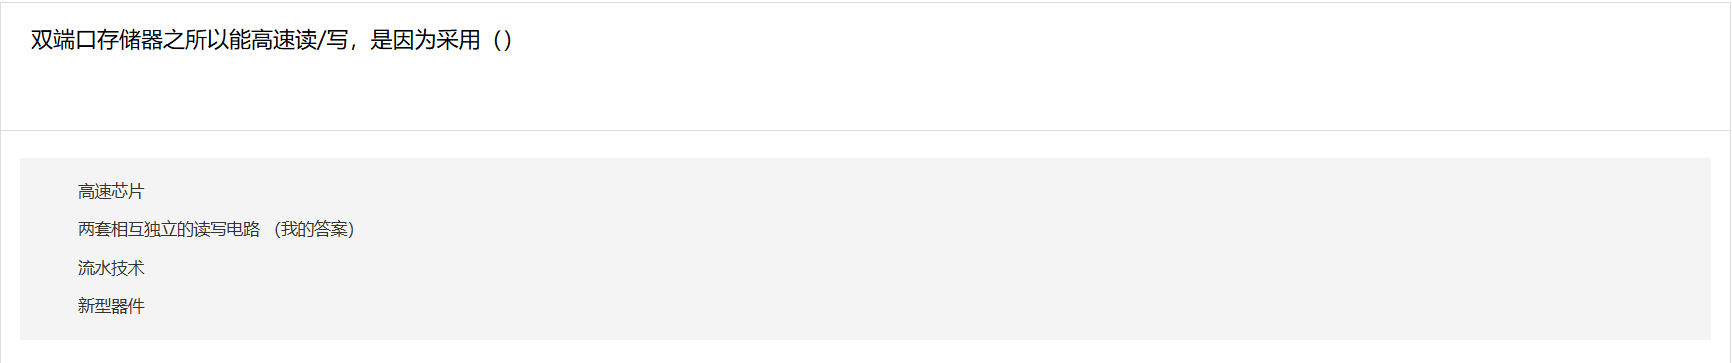 双端口存储器之所以能高速读/写，是因为采用（）
高速芯片
两套相互独立的读写电路 （我的答案）
流水技术
新型器件